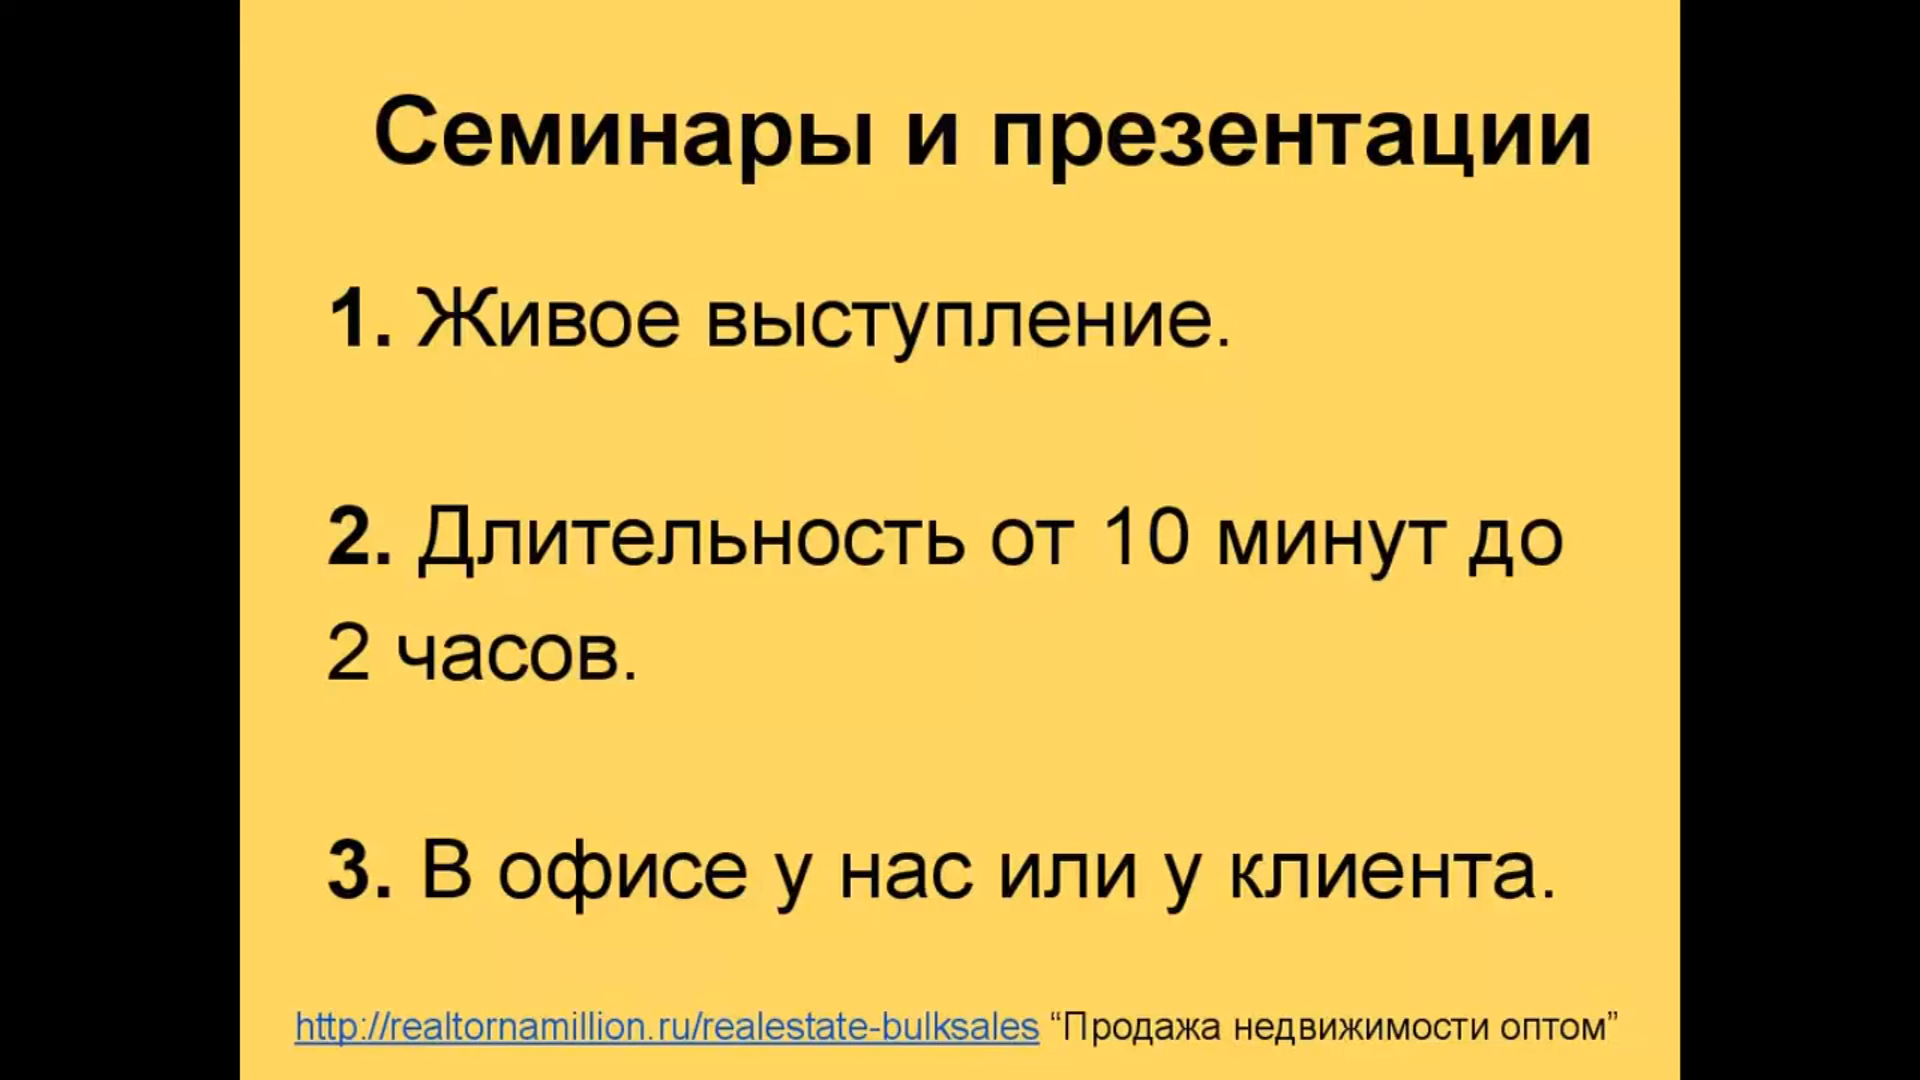 Семинары и презентации
1. Живое выступление.
2. Длительность от 10 минут до
2 часов.
3. В офисе у нас или у клиента.
http://realtornamillion.ru/realestate-bulksales “Продажа недвижимости оптом”